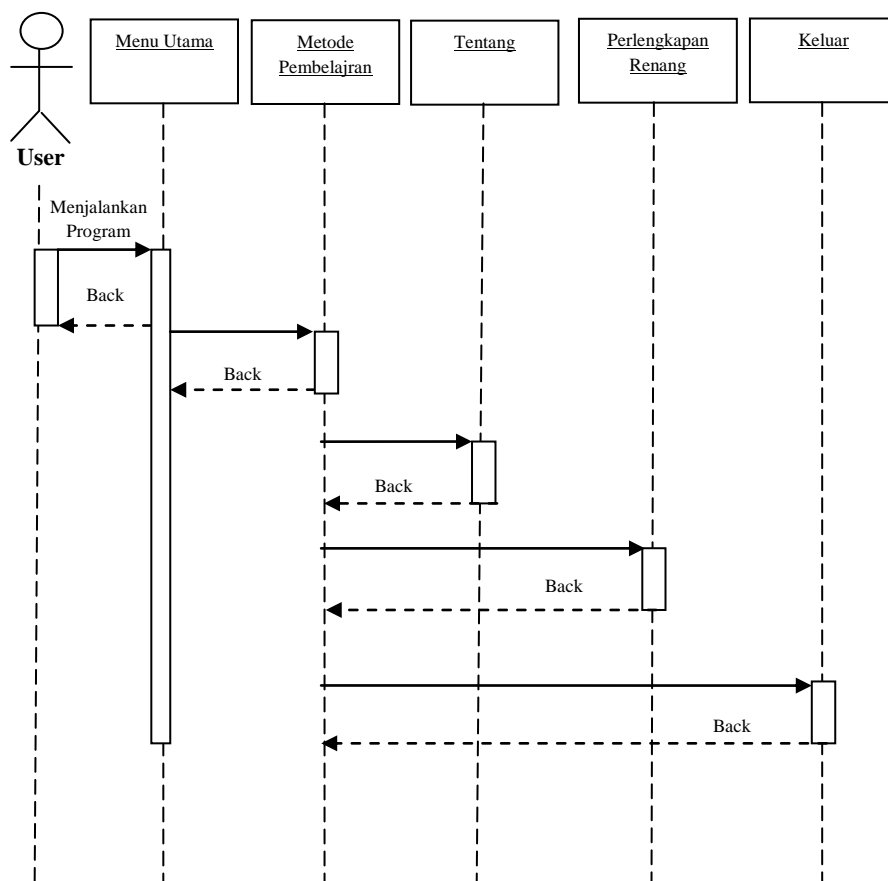 Menu Utama
Metode
Pembelajran
Tentang
Perlengkapan
Renang
Keluar
User
Menjalankan
Program
Back
Back
Back
Back
Back